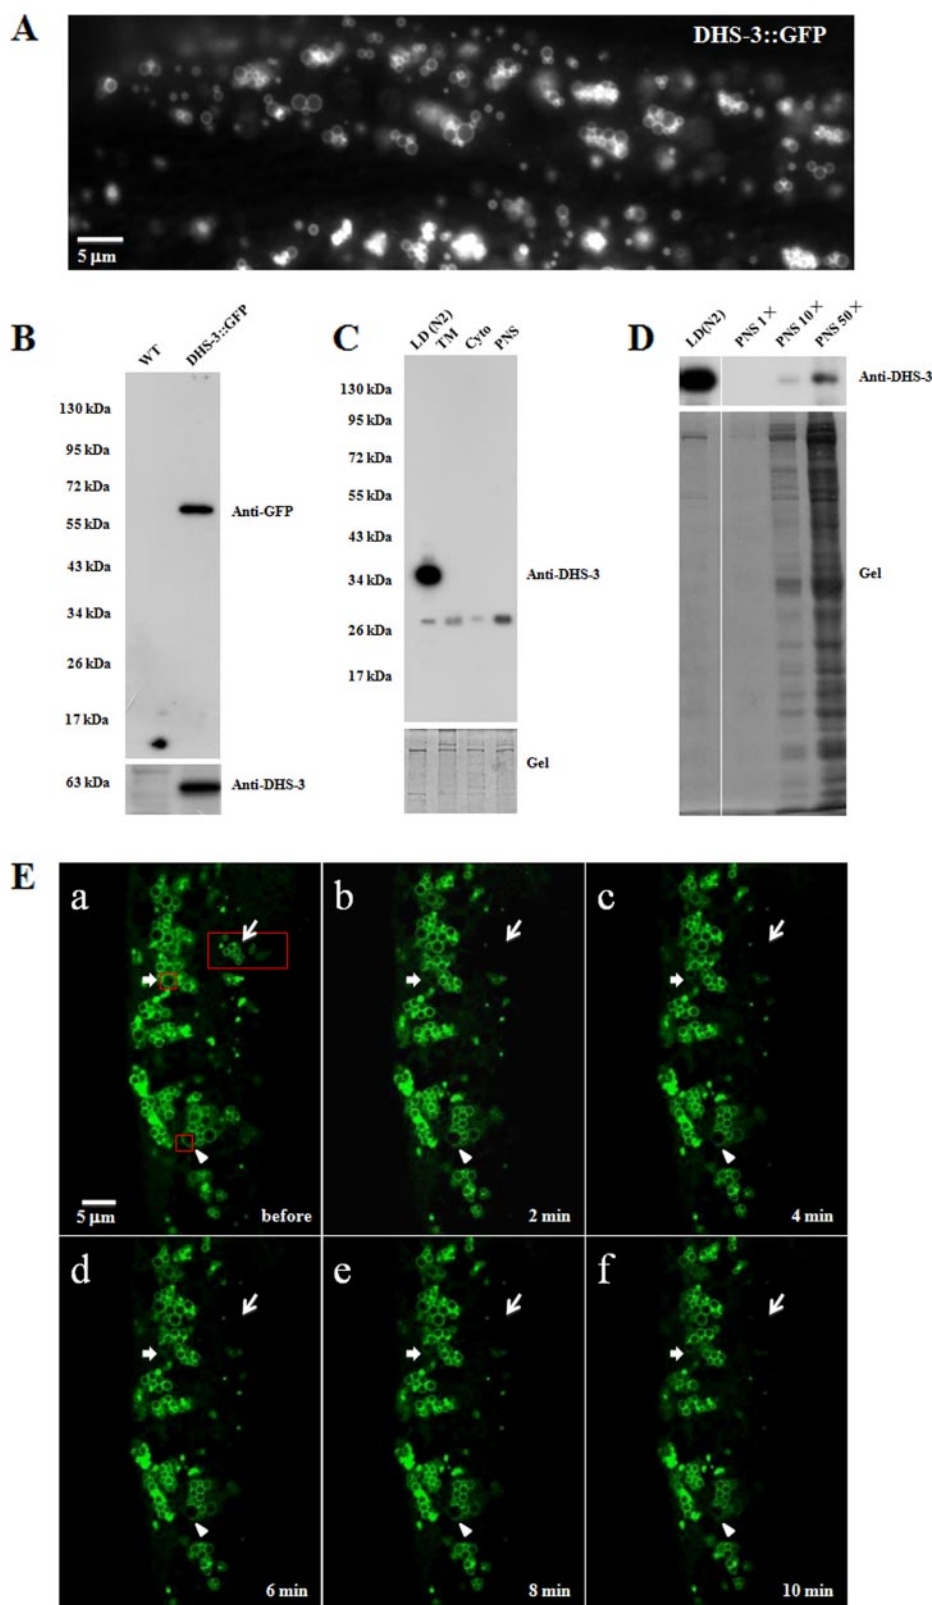 A
DHS-3::GFP
5 μm
B
WT
DHS-3::GFP
130 kDa
95 kDa
72 kDa
55 kDa
43 kDa
34 kDa
26 kDa
17 kDa
63 kDa
Anti-GFP
Anti-DHS-3
C
LD (N2)
TM
Cyto
PNS
130 kDa
95 kDa
72 kDa
55 kDa
43 kDa
34 kDa
26 kDa
17 kDa
Anti-DHS-3
Gel
D
LD(N2)
PNS 1×
PNS 10×
PNS 50×
Anti-DHS-3
Gel
E
a
5 μm
before
b
2 min
c
4 min
d
6 min
e
8 min
f
10 min